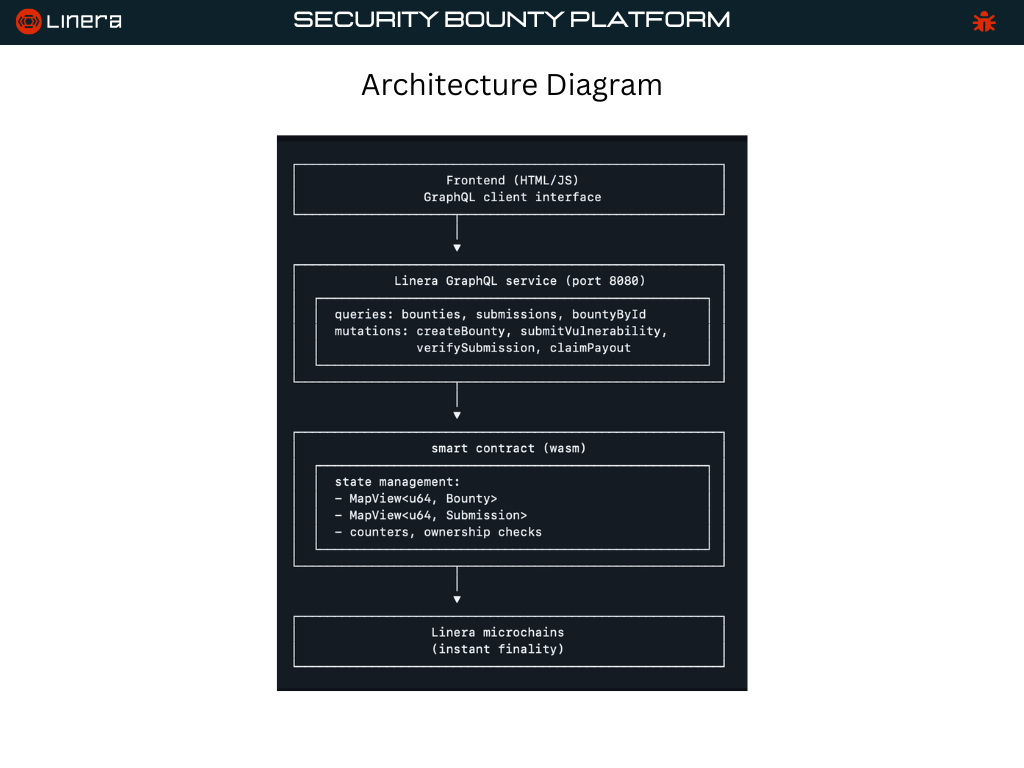 Linera
SECURITY BOUNTY PLATFORM
Architecture Diagram
Frontend (HTML/JS)
GraphQL client interface
Linera GraphQL service (port 8080)
queries: bounties, submissions, bountyById
mutations: createBounty, submitVulnerability,
verifySubmission, claimPayout
smart contract (wasm)
state management:
– MapView<u64, Bounty>
– MapView<u64, Submission>
– counters, ownership checks
Linera microchains
(instant finality)